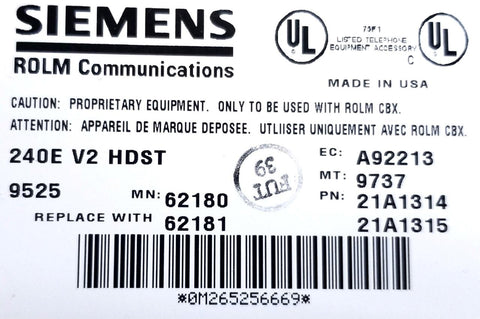 SIEMENS
ROLM Communications
UL
75F1
LISTED TELEPHONE
EQUIPMENT ACCESSORY
UL
C
MADE IN USA
CAUTION: PROPRIETARY EQUIPMENT. ONLY TO BE USED WITH ROLM CBX.
ATTENTION: APPAREIL DE MARQUE DEPOSEE. UTLIISER UNIQUEMENT AVEC ROLM CBX.
240E V2 HDST
FUT
39
EC: A92213
9525
MN: 62180
MT: 9737
PN: 21A1314
REPLACE WITH 62181
21A1315
*0M265256669*